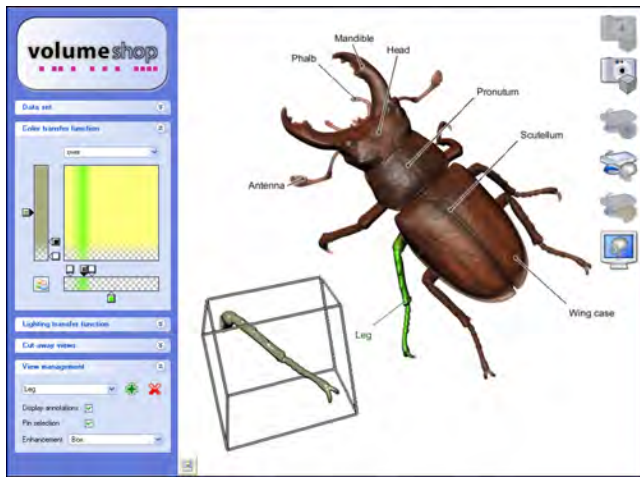 volumeshop
Data set
Color transfer function
over
Lighting transfer function
Cut away views
View management
Leg
Display annotations
Pin selection
Enhancement Box
Mandible
Phalb
Head
Pronutum
Scutellum
Antenna
Leg
Wing case